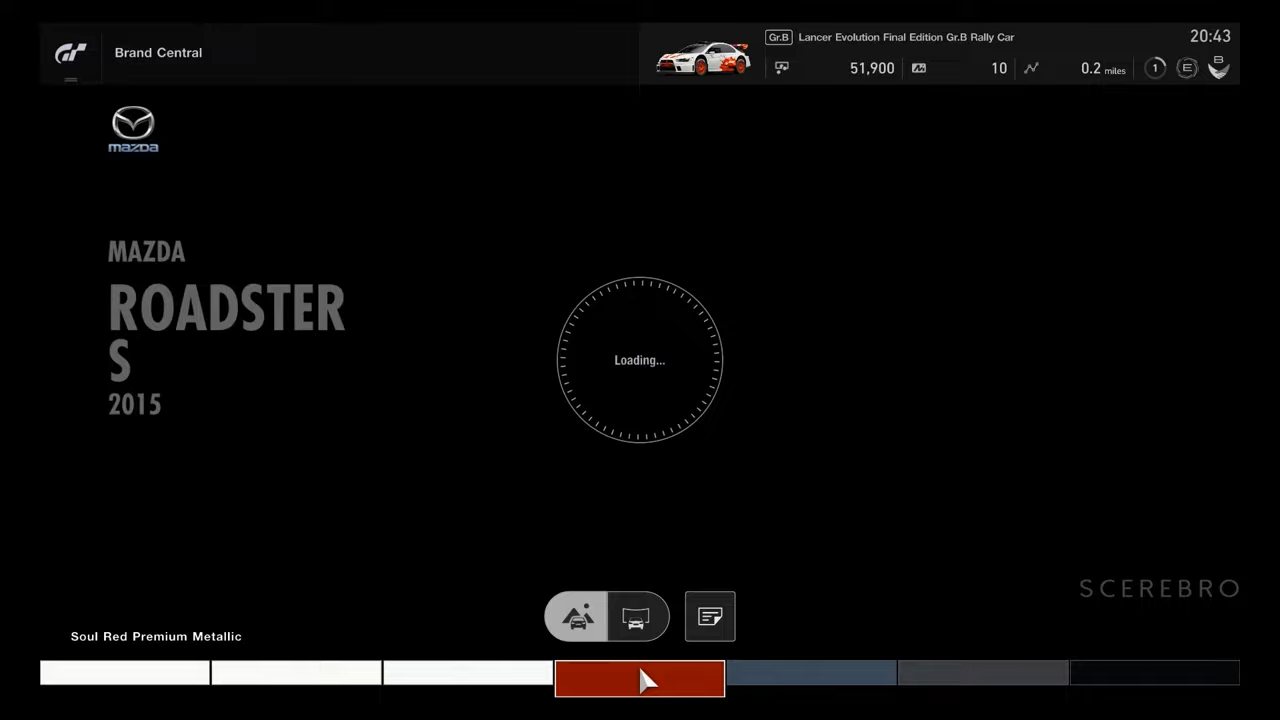 Brand Central
Gr.B Lancer Evolution Final Edition Gr.B Rally Car
20:43
51,900
10
0.2 miles
1
E
B
mazda
MAZDA
ROADSTER
S
2015
Loading...
SCEREBRO
Soul Red Premium Metallic